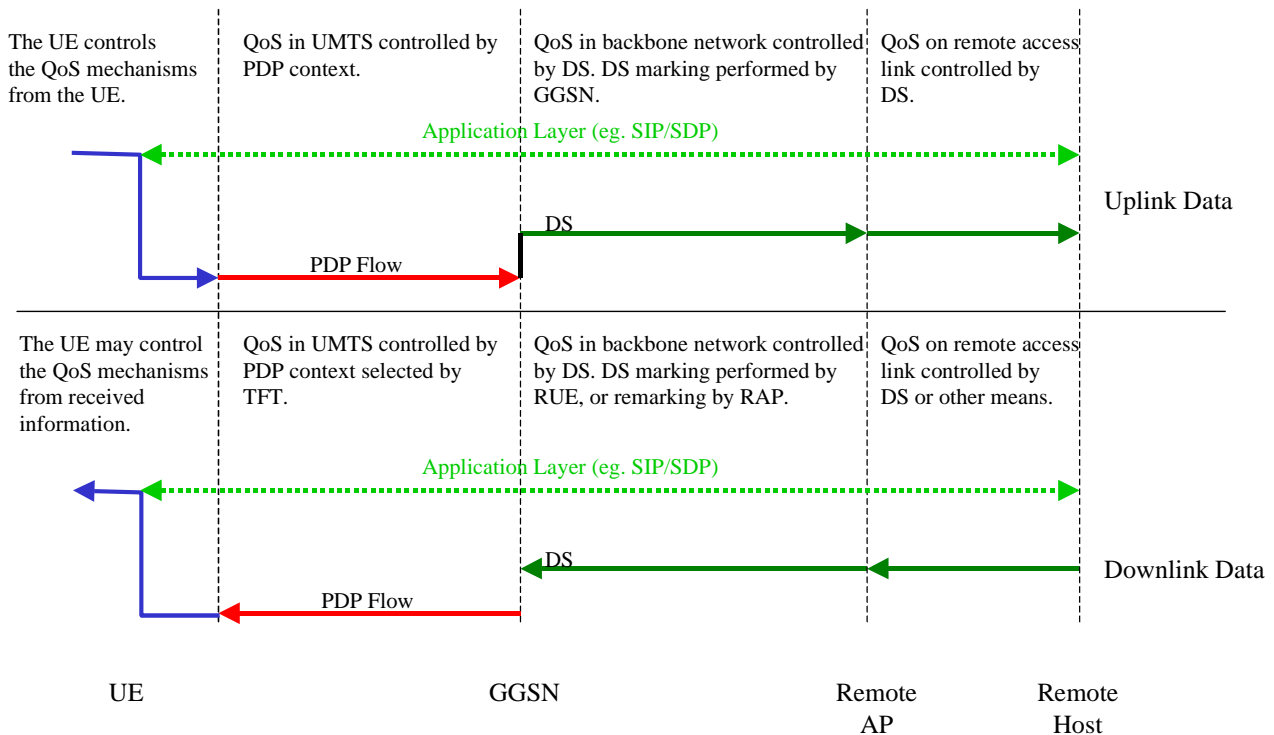 The UE controls
the QoS mechanisms
from the UE.
QoS in UMTS controlled by
PDP context.
QoS in backbone network controlled
by DS. DS marking performed by
GGSN.
QoS on remote access
link controlled by
DS.
Application Layer (eg. SIP/SDP)
Uplink Data
DS
PDP Flow
The UE may control
the QoS mechanisms
from received
information.
QoS in UMTS controlled by
PDP context selected by
TFT.
QoS in backbone network controlled
by DS. DS marking performed by
RUE, or remarking by RAP.
QoS on remote access
link controlled by
DS or other means.
Application Layer (eg. SIP/SDP)
DS
Downlink Data
PDP Flow
UE
GGSN
Remote
AP
Remote
Host